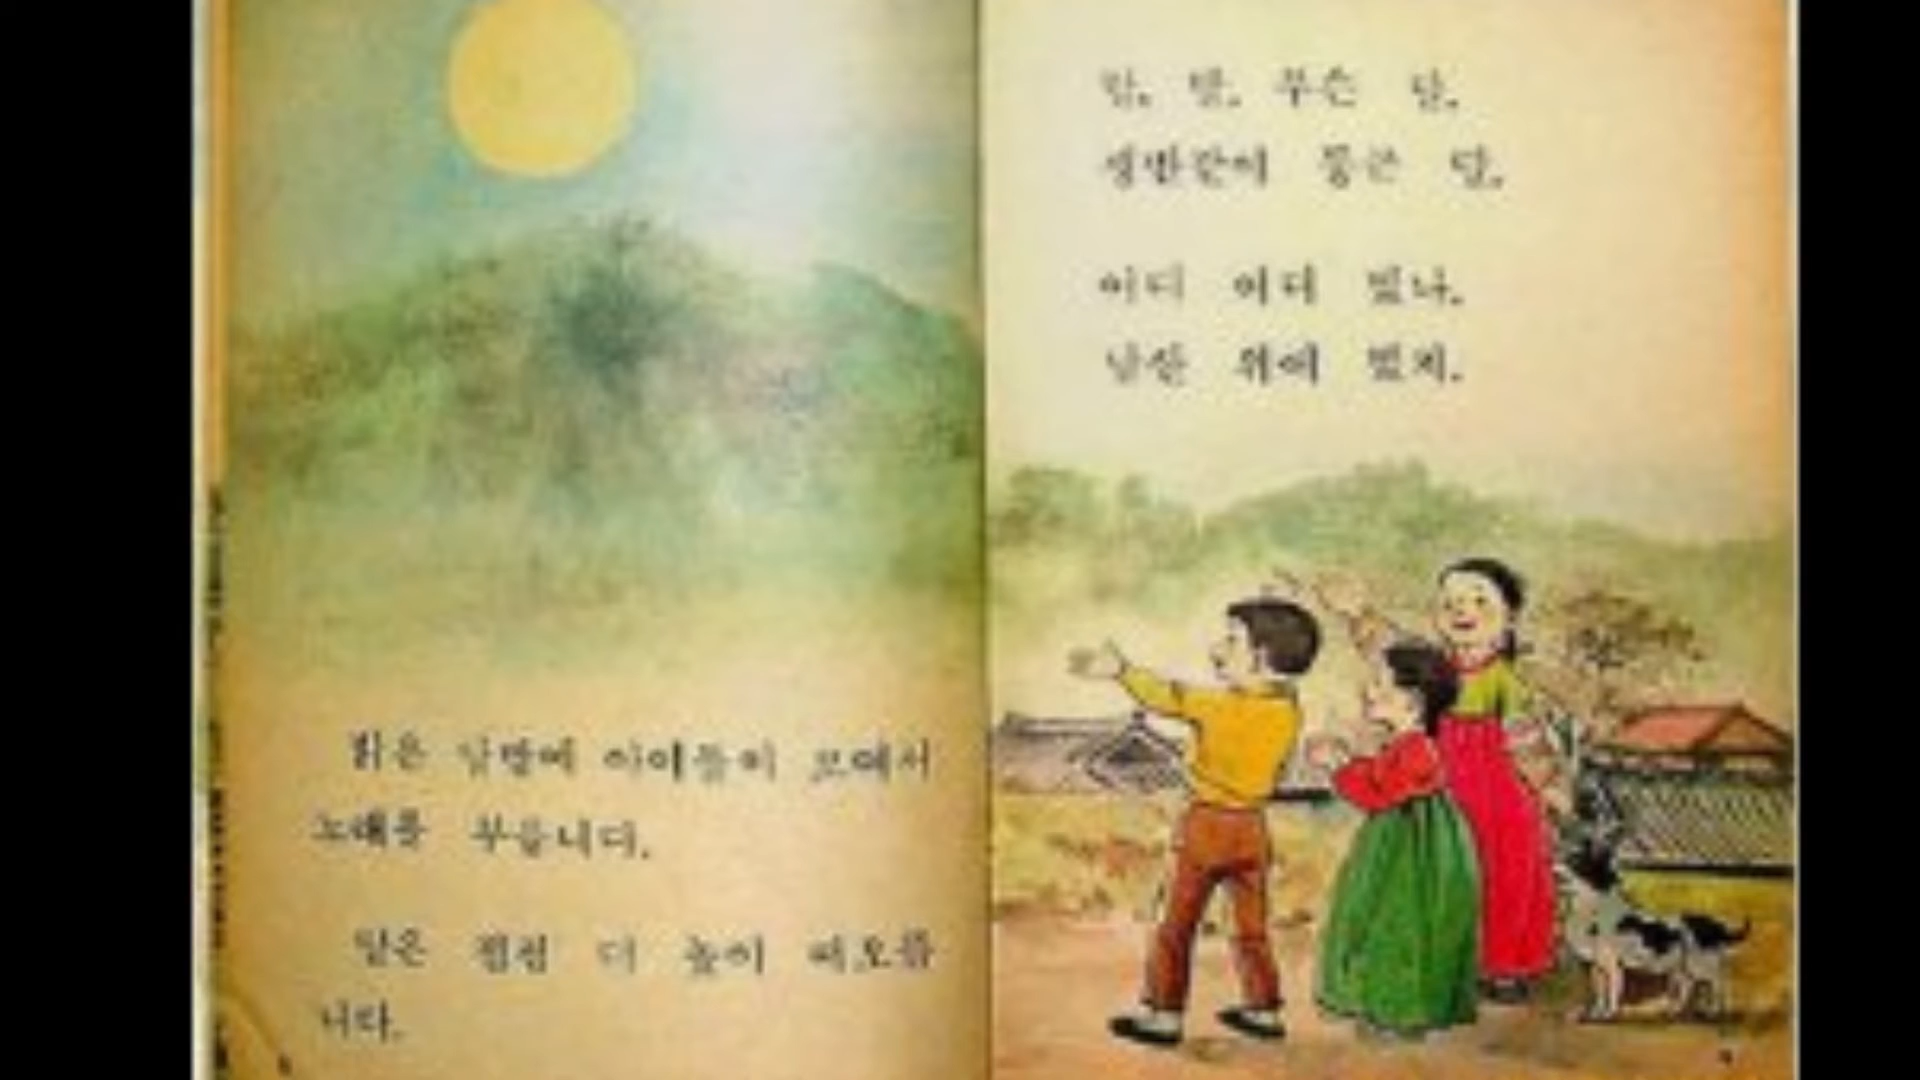 밝은 달밤에 아이들이 모여서
노래를 부릅니다.
달은 점점 더 높이 떠오릅
니다.
달, 달, 무슨 달,
쟁반같이 둥근 달,
어디 어디 떴나,
남산 위에 떴지.